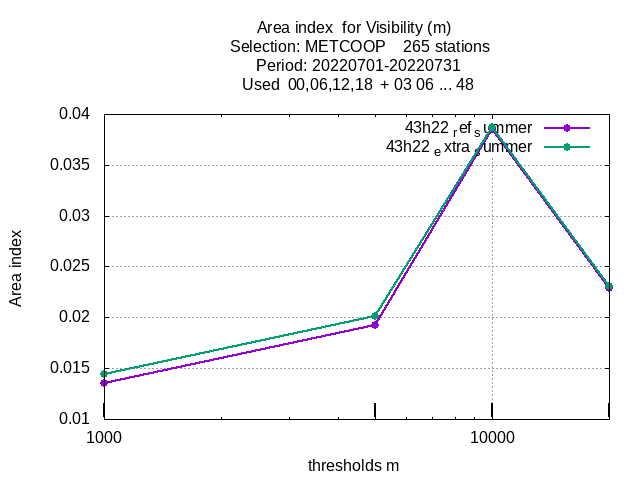 Area index for Visibility (m)
Selection: METCOOP 265 stations
Period: 20220701-20220731
Used 00,06,12,18 + 03 06 ... 48
0.04
43h22 ref summer
43h22 extra summer
0.035
0.03
0.025
0.02
0.015
0.01
Area index
1000
10000
thresholds m